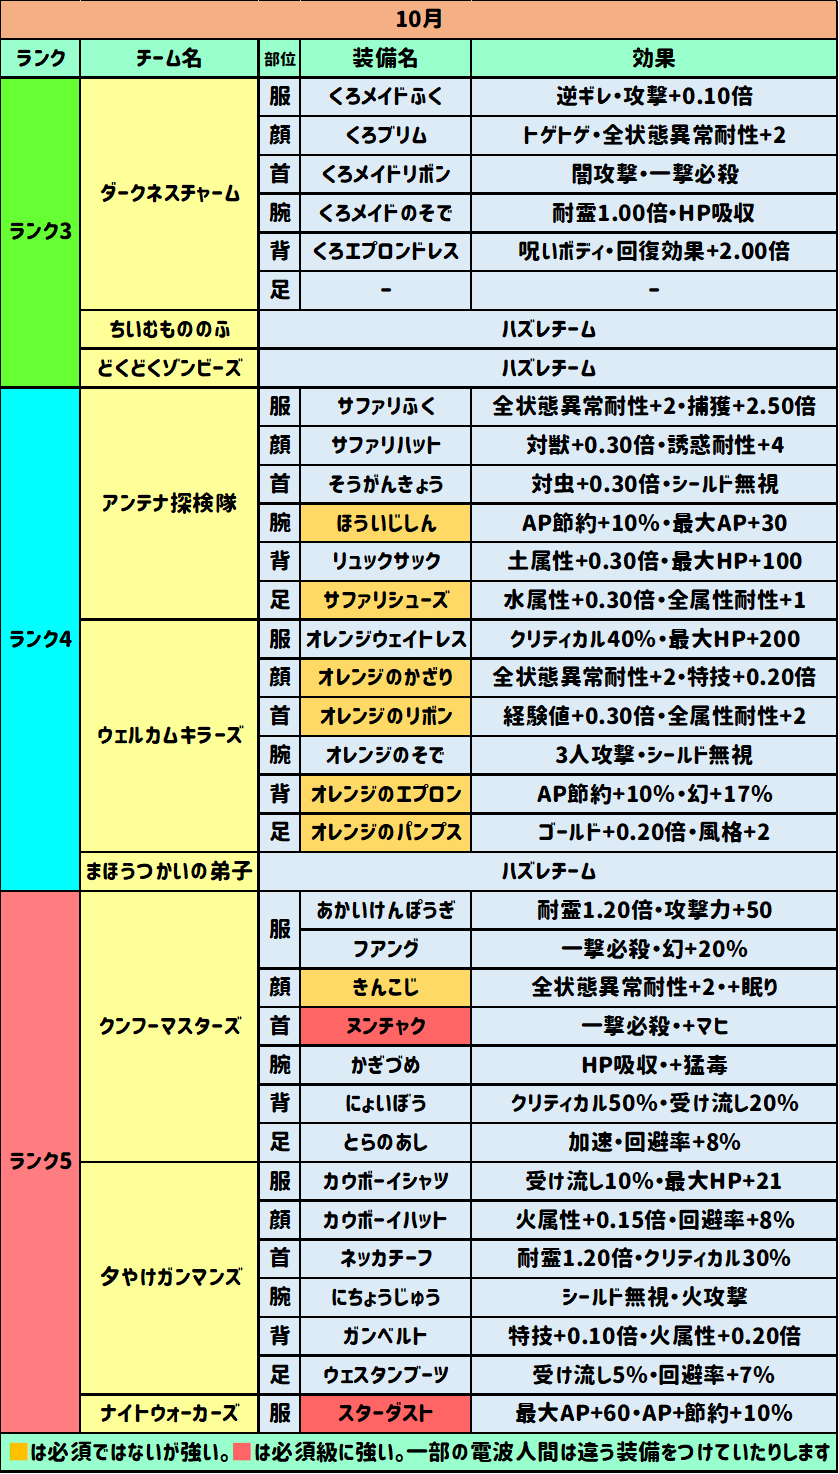 10月
ランク チーム名 部位 装備名 効果
ランク3
ダークネスチャーム
服 くろメイドふく 逆ギレ・攻撃+0.10倍
顔 くろブリム トゲトゲ・全状態異常耐性+2
首 くろメイドリボン 闇攻撃・一撃必殺
腕 くろメイドのそで 耐霊1.00倍・HP吸収
背 くろエプロンドレス 呪いボディ・回復効果+2.00倍
足 - -
ちいむもののふ ハズレチーム
どくどくゾンビーズ ハズレチーム
ランク4
アンテナ探検隊
服 サファリふく 全状態異常耐性+2・捕獲+2.50倍
顔 サファリハット 対獣+0.30倍・誘惑耐性+4
首 そうがんきょう 対虫+0.30倍・シールド無視
腕 ほういじしん AP節約+10%・最大AP+30
背 リュックサック 土属性+0.30倍・最大HP+100
足 サファリシューズ 水属性+0.30倍・全属性耐性+1
ウェルカムキラーズ
服 オレンジウェイトレス クリティカル40%・最大HP+200
顔 オレンジのかざり 全状態異常耐性+2・特技+0.20倍
首 オレンジのリボン 経験値+0.30倍・全属性耐性+2
腕 オレンジのそで 3人攻撃・シールド無視
背 オレンジのエプロン AP節約+10%・幻+17%
足 オレンジのパンプス ゴールド+0.20倍・風格+2
まほうつかいの弟子 ハズレチーム
ランク5
クンフーマスターズ
服 あかいけんぽうぎ 耐霊1.20倍・攻撃力+50
フアング 一撃必殺・幻+20%
顔 きんこじ 全状態異常耐性+2・+眠り
首 ヌンチャク 一撃必殺・+マヒ
腕 かぎづめ HP吸収・+猛毒
背 にょいぼう クリティカル50%・受け流し20%
足 とらのあし 加速・回避率+8%
夕やけガンマンズ
服 カウボーイシャツ 受け流し10%・最大HP+21
顔 カウボーイハット 火属性+0.15倍・回避率+8%
首 ネッカチーフ 耐霊1.20倍・クリティカル30%
腕 にちょうじゅう シールド無視・火攻撃
背 ガンベルト 特技+0.10倍・火属性+0.20倍
足 ウェスタンブーツ 受け流し5%・回避率+7%
ナイトウォーカーズ 服 スターダスト 最大AP+60・AP+節約+10%
は必須ではないが強い。は必須級に強い。一部の電波人間は違う装備をつけていたりします